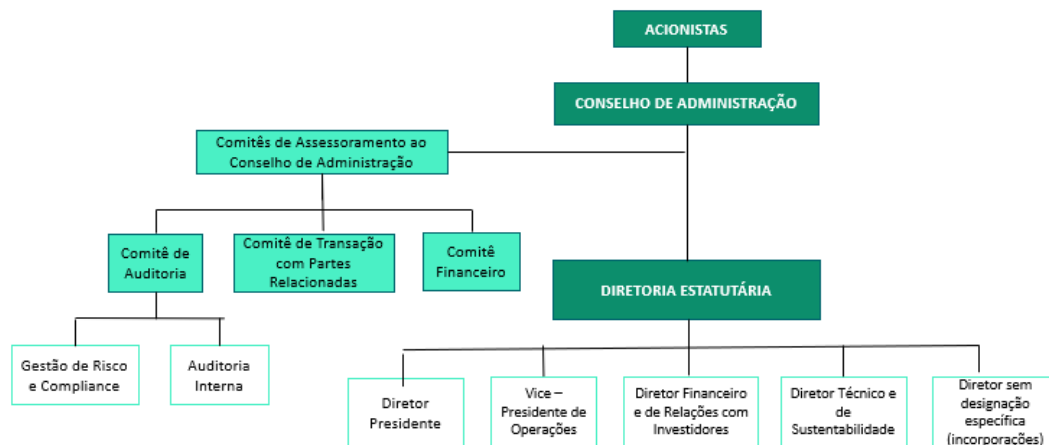 ACIONISTAS
CONSELHO DE ADMINISTRAÇÃO
Comitês de Assessoramento ao
Conselho de Administração
Comitê de
Auditoria
Comitê de Transação
com Partes
Relacionadas
Comitê
Financeiro
DIRETORIA ESTATUTÁRIA
Gestão de Risco
e Compliance
Auditoria
Interna
Diretor
Presidente
Vice –
Presidente de
Operações
Diretor Financeiro
e de Relações com
Investidores
Diretor Técnico e
de
Sustentabilidade
Diretor sem
designação
específica
(incorporações)